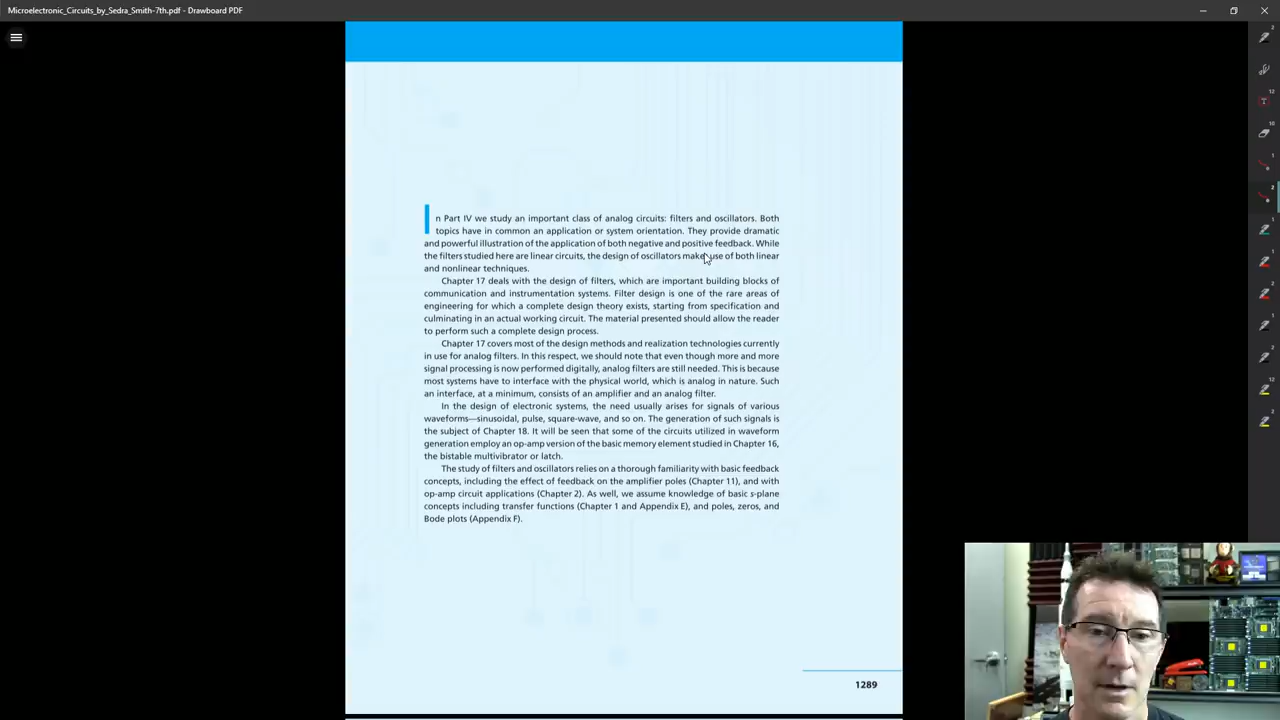 Microelectronic_Circuits_by_Sedra_Smith-7th.pdf - Drawboard PDF
In Part IV we study an important class of analog circuits: filters and oscillators. Both
topics have in common an application or system orientation. They provide dramatic
and powerful illustration of the application of both negative and positive feedback. While
the filters studied here are linear circuits, the design of oscillators make use of both linear
and nonlinear techniques.
Chapter 17 deals with the design of filters, which are important building blocks of
communication and instrumentation systems. Filter design is one of the rare areas of
engineering for which a complete design theory exists, starting from specification and
culminating in an actual working circuit. The material presented should allow the reader
to perform such a complete design process.
Chapter 17 covers most of the design methods and realization technologies currently
in use for analog filters. In this respect, we should note that even though more and more
signal processing is now performed digitally, analog filters are still needed. This is because
most systems have to interface with the physical world, which is analog in nature. Such
an interface, at a minimum, consists of an amplifier and an analog filter.
In the design of electronic systems, the need usually arises for signals of various
waveforms—sinusoidal, pulse, square-wave, and so on. The generation of such signals is
the subject of Chapter 18. It will be seen that some of the circuits utilized in waveform
generation employ an op-amp version of the basic memory element studied in Chapter 16,
the bistable multivibrator or latch.
The study of filters and oscillators relies on a thorough familiarity with basic feedback
concepts, including the effect of feedback on the amplifier poles (Chapter 11), and with
op-amp circuit applications (Chapter 2). As well, we assume knowledge of basic s-plane
concepts including transfer functions (Chapter 1 and Appendix E), and poles, zeros, and
Bode plots (Appendix F).
1289